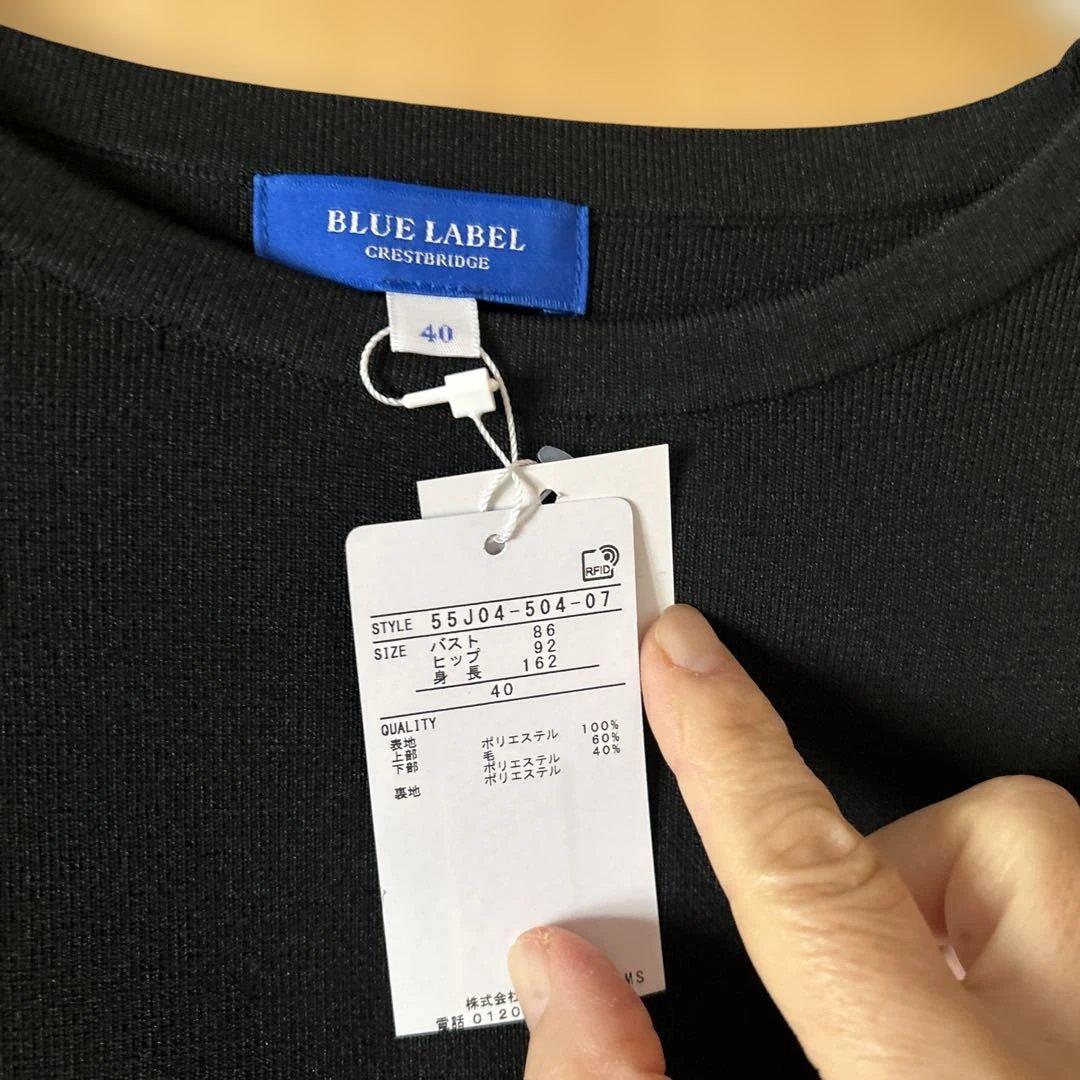 BLUE LABEL
CRESTBRIDGE
40
RFID
STYLE 55J04-504-07
SIZE バスト 86
ヒップ 92
身長 162
40
QUALITY
表地
上部 ポリエステル 100%
下部 毛 60%
ポリエステル 40%
裏地 ポリエステル
株式会社
MS
電話 0120